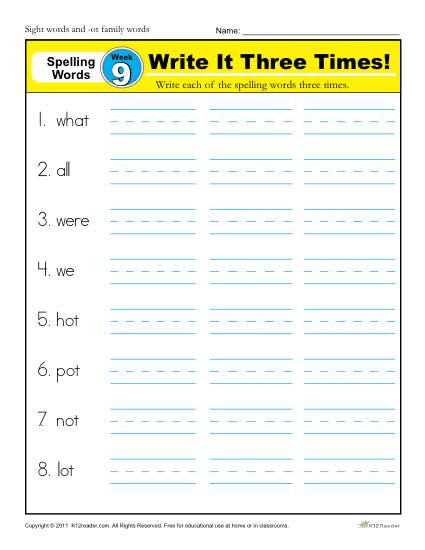 Sight words and -ot family words
Name:
Spelling Words
Week 9
Write It Three Times!
Write each of the spelling words three times.
1. what
2. all
3. were
4. we
5. hot
6. pot
7. not
8. lot
Copyright © 2011 K12reader.com. All Rights Reserved. Free for educational use at home or in classrooms.
K12Reader